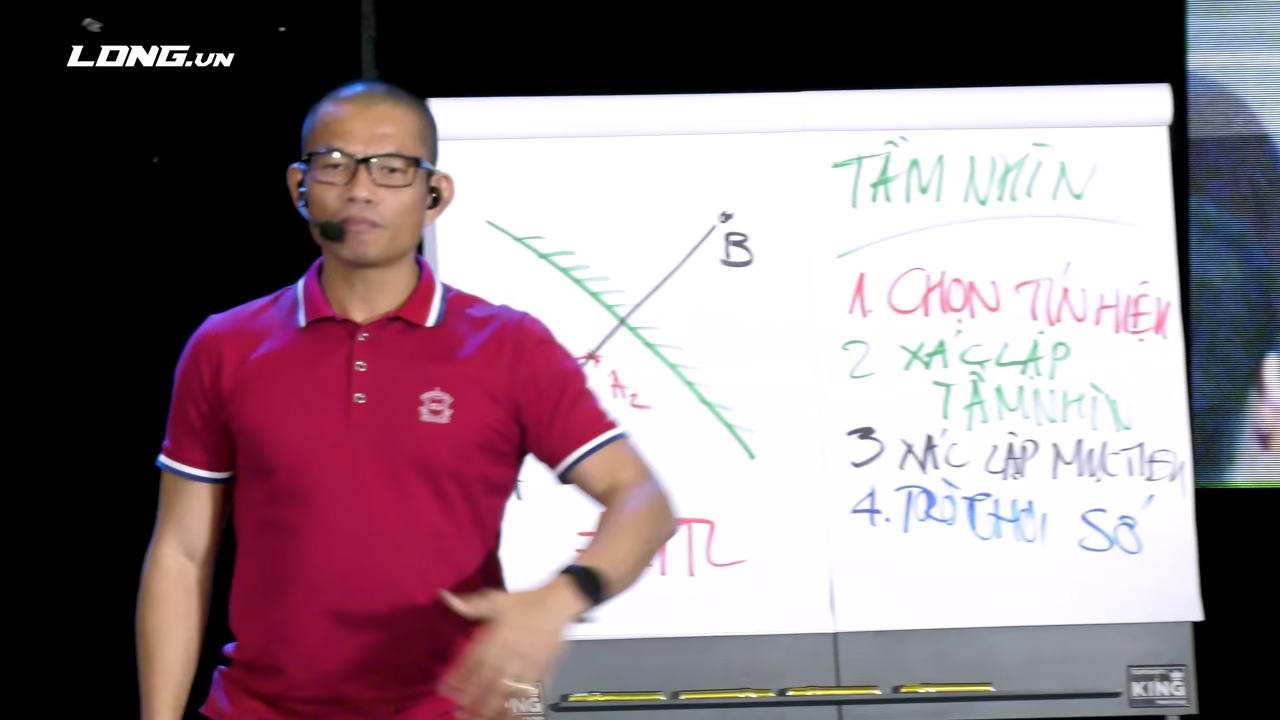 LONG.VN
TẦM NHÌN
B
A2
1. CHỌN TÍN HIỆU
2 XÁC LẬP
TẦM NHÌN
3 XÁC LẬP MỤC TIÊU
4. TRÒ CHƠI SỐ
KING